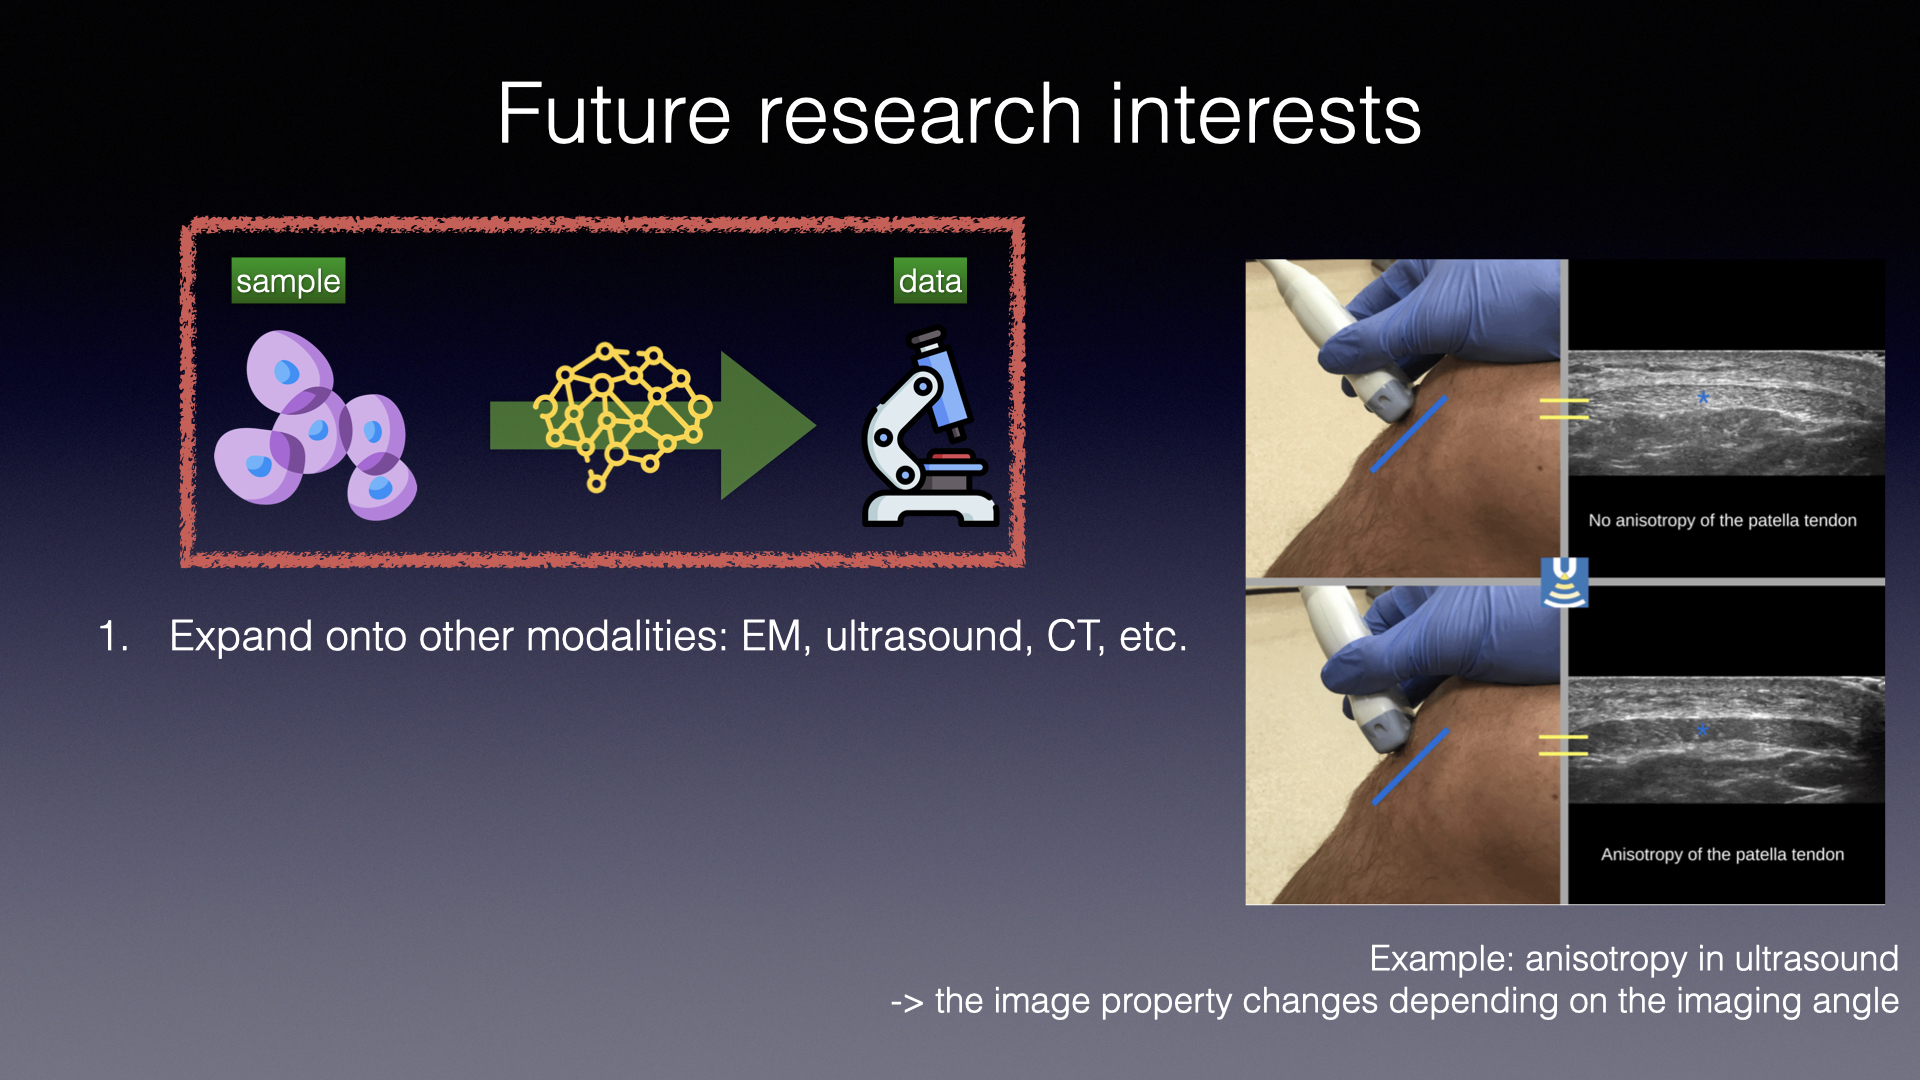 Future research interests
sample
data
1. Expand onto other modalities: EM, ultrasound, CT, etc.
*
No anisotropy of the patella tendon
U
*
Anisotropy of the patella tendon
Example: anisotropy in ultrasound
-> the image property changes depending on the imaging angle